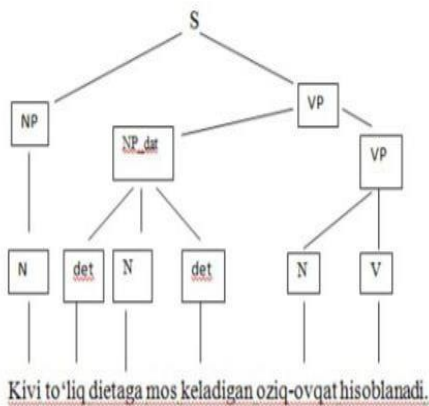 S
NP
VP
NP_dat
VP
N
det
N
det
N
V
Kivi to‘liq dietaga mos keladigan oziq-ovqat hisoblanadi.